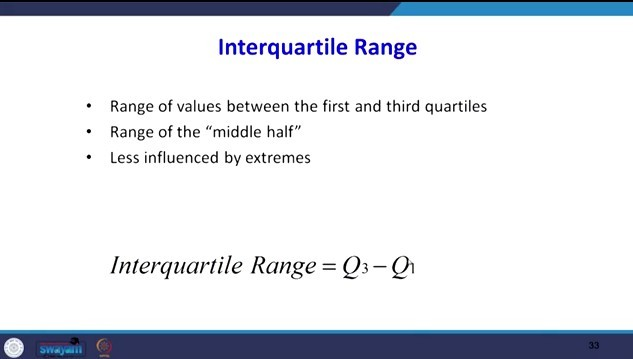 Interquartile Range
• Range of values between the first and third quartiles
• Range of the “middle half”
• Less influenced by extremes
Interquartile Range = Q3 − Q1
swayam
33